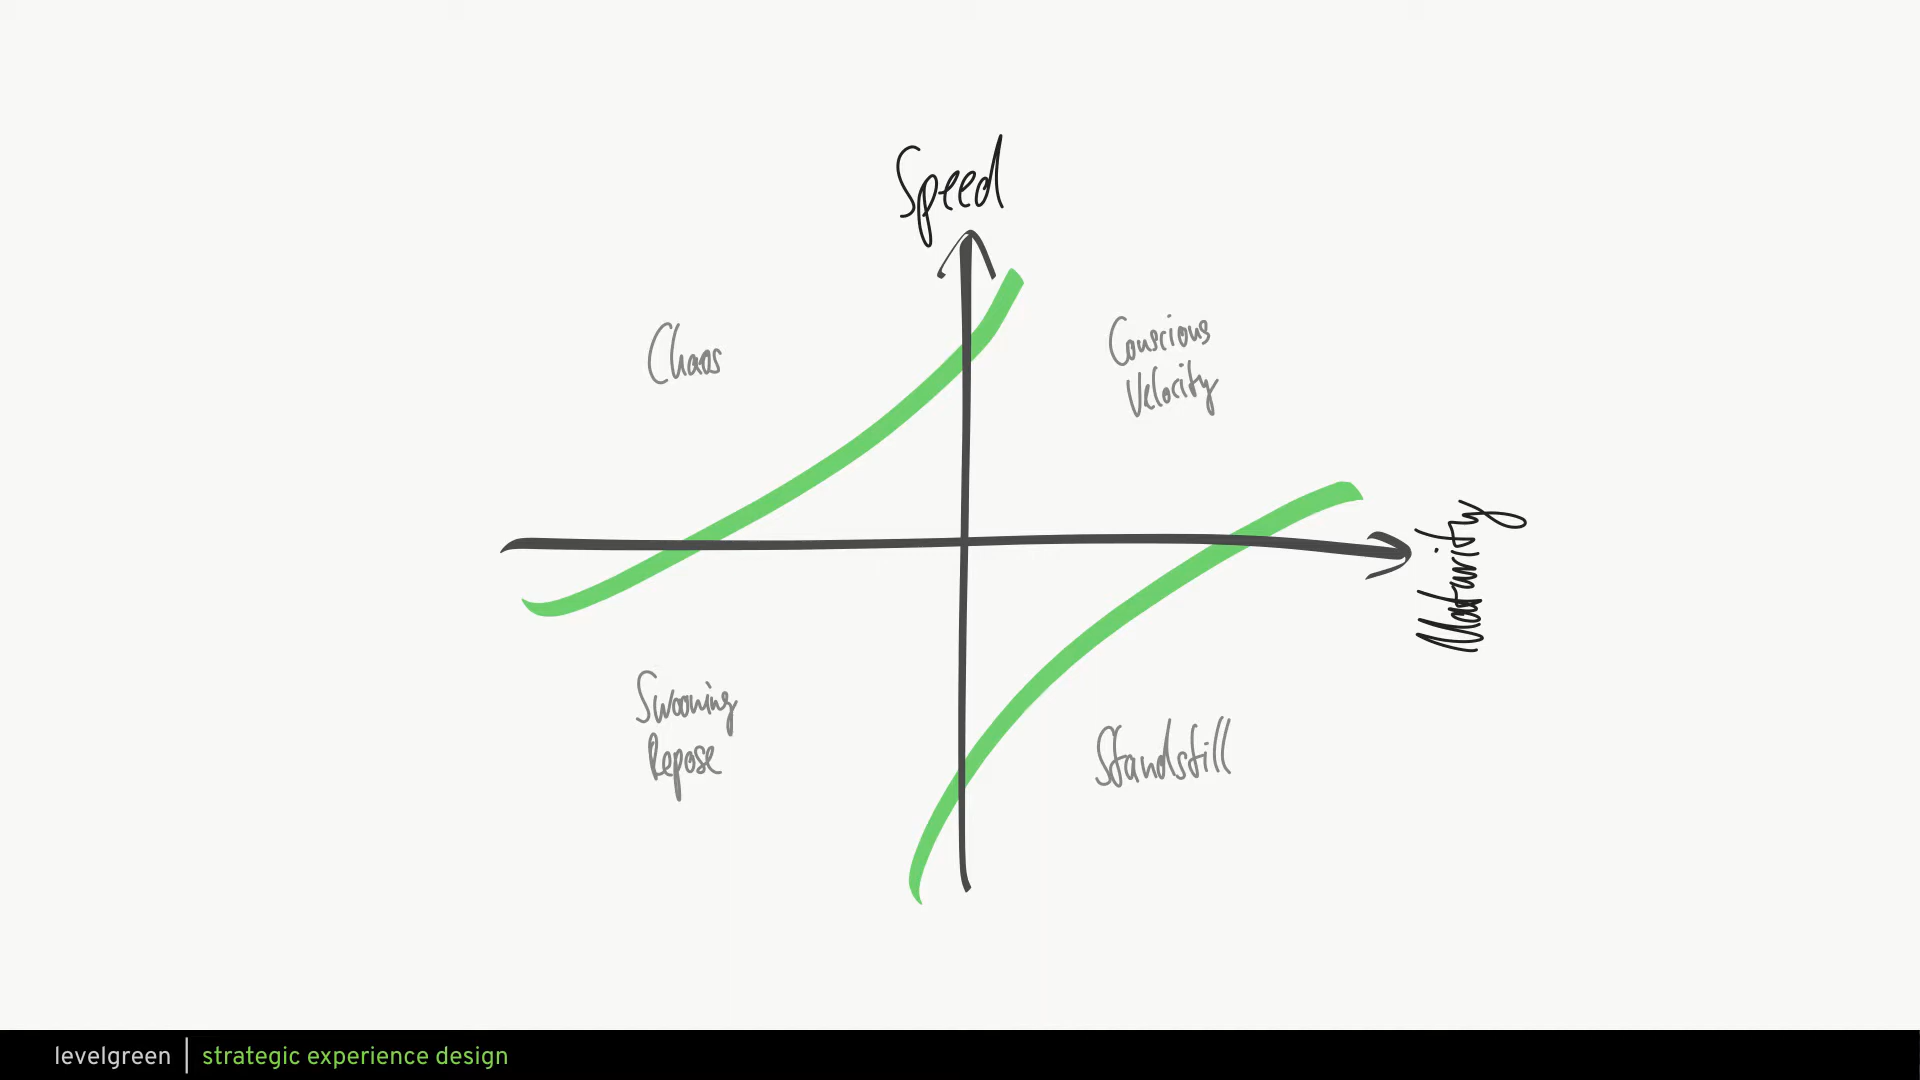 Speed
Chaos
Conscious
Velocity
Maturity
Swooning
Repose
Standstill
levelgreen | strategic experience design